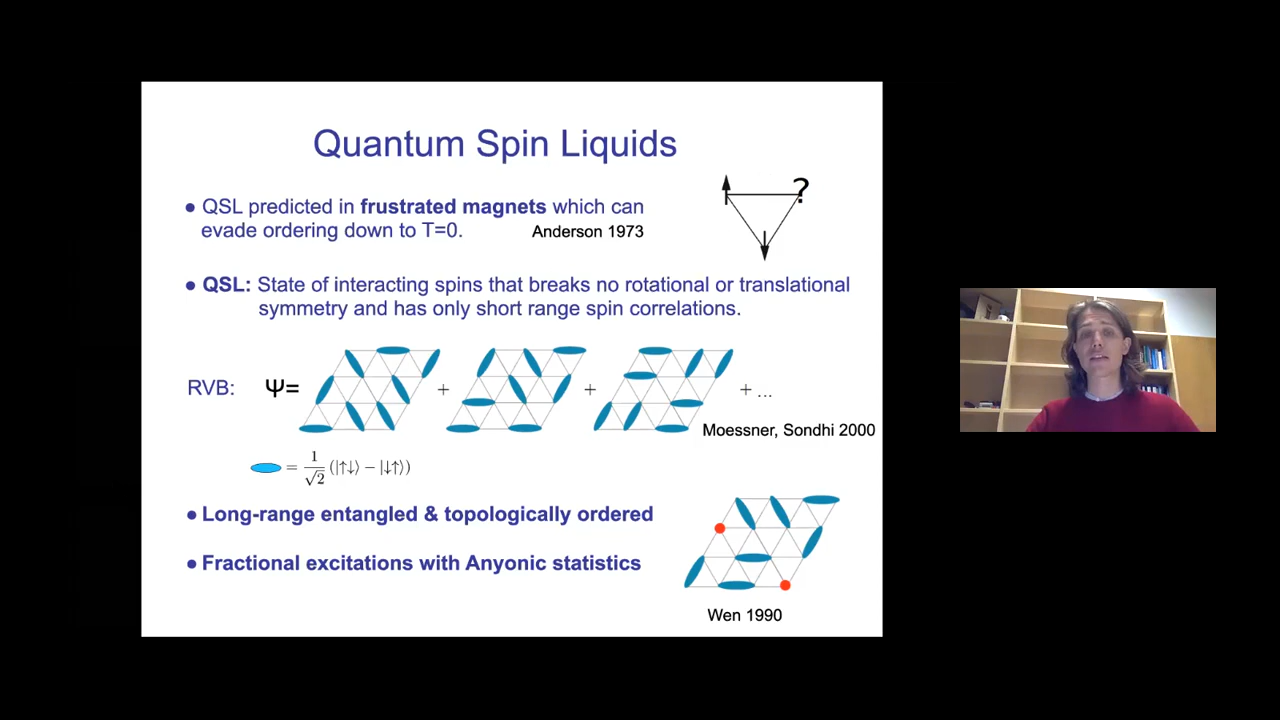 Quantum Spin Liquids
● QSL predicted in frustrated magnets which can
evade ordering down to T=0.
Anderson 1973
?
● QSL: State of interacting spins that breaks no rotational or translational
symmetry and has only short range spin correlations.
RVB: Ψ= + + + ...
Moessner, Sondhi 2000
= 1/√2 (|↑↓⟩ − |↓↑⟩)
● Long-range entangled & topologically ordered
● Fractional excitations with Anyonic statistics
Wen 1990